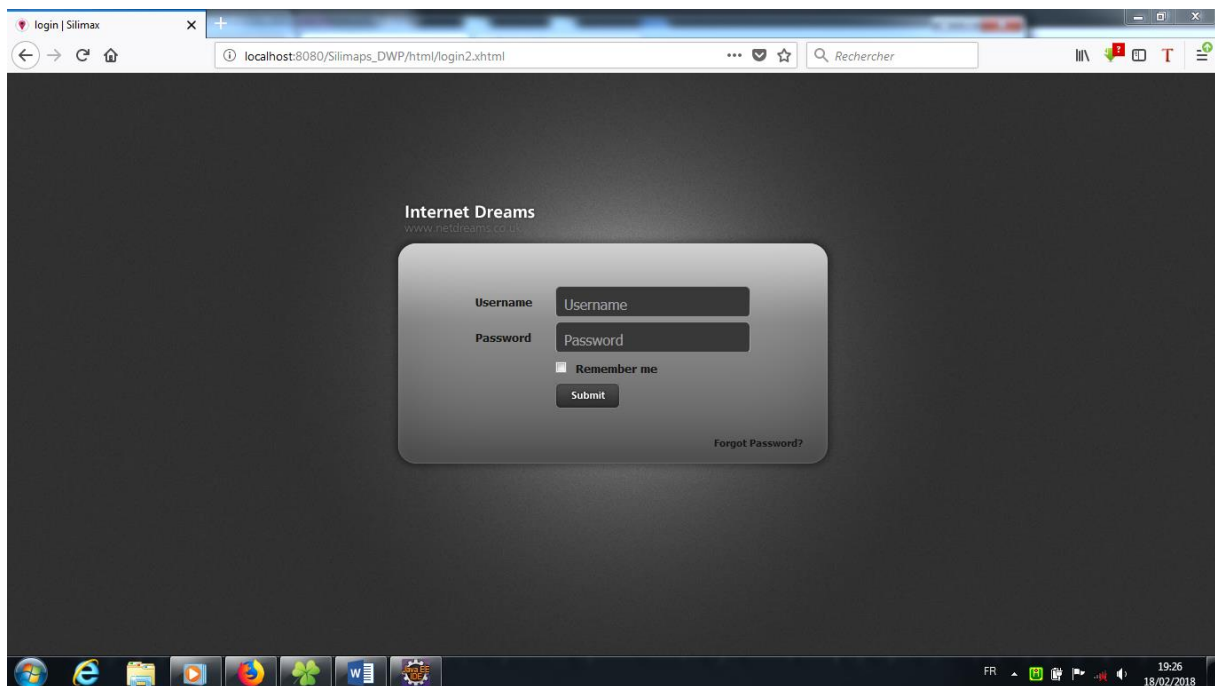 login | Silimax
localhost:8080/Silimaps_DWP/html/login2.xhtml
Rechercher
Internet Dreams
www.netdreams.co.uk
Username Username
Password Password
Remember me
Submit
Forgot Password?
FR
19:26
18/02/2018